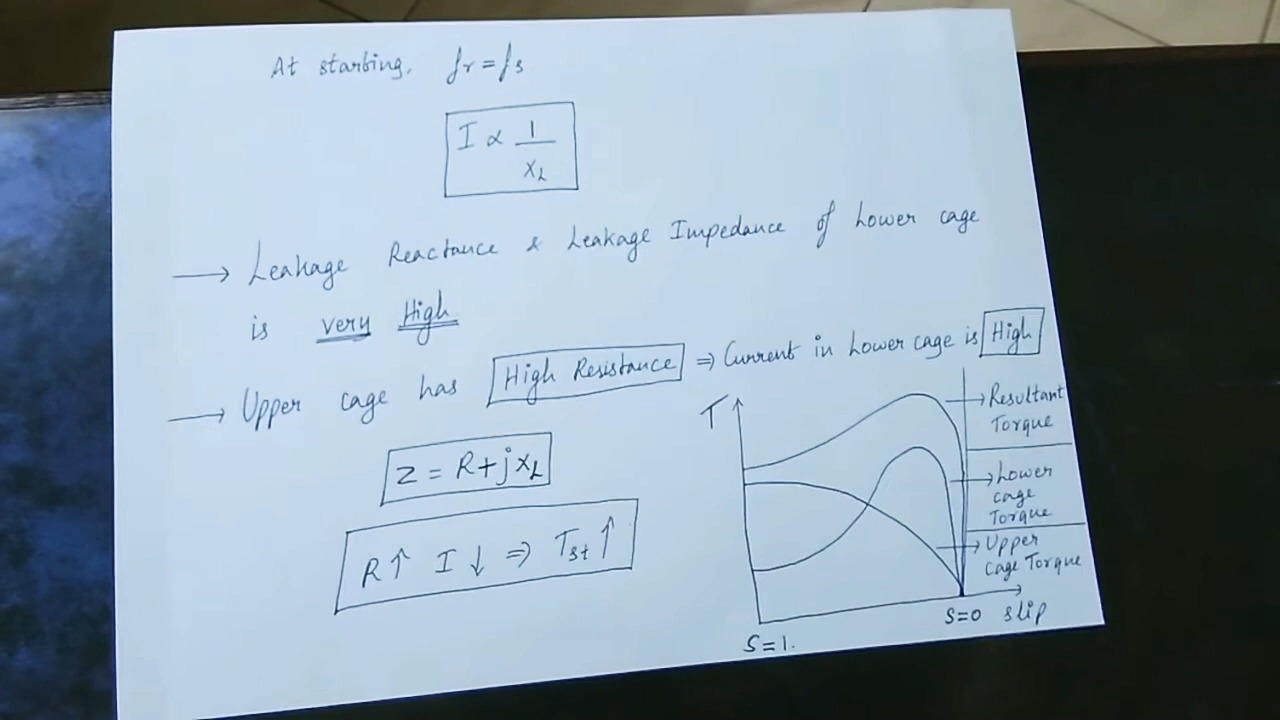 At starting, fr = fs
I ∝ 1
XL
→ Leakage Reactance & Leakage Impedance of Lower cage
is very High
→ Upper cage has High Resistance ⇒ Current in Lower cage is High
Z = R + jXL
R↑ I↓ ⇒ Tst↑
T
Resultant
Torque
Lower
cage
Torque
Upper
Cage Torque
S=0 slip
S=1.